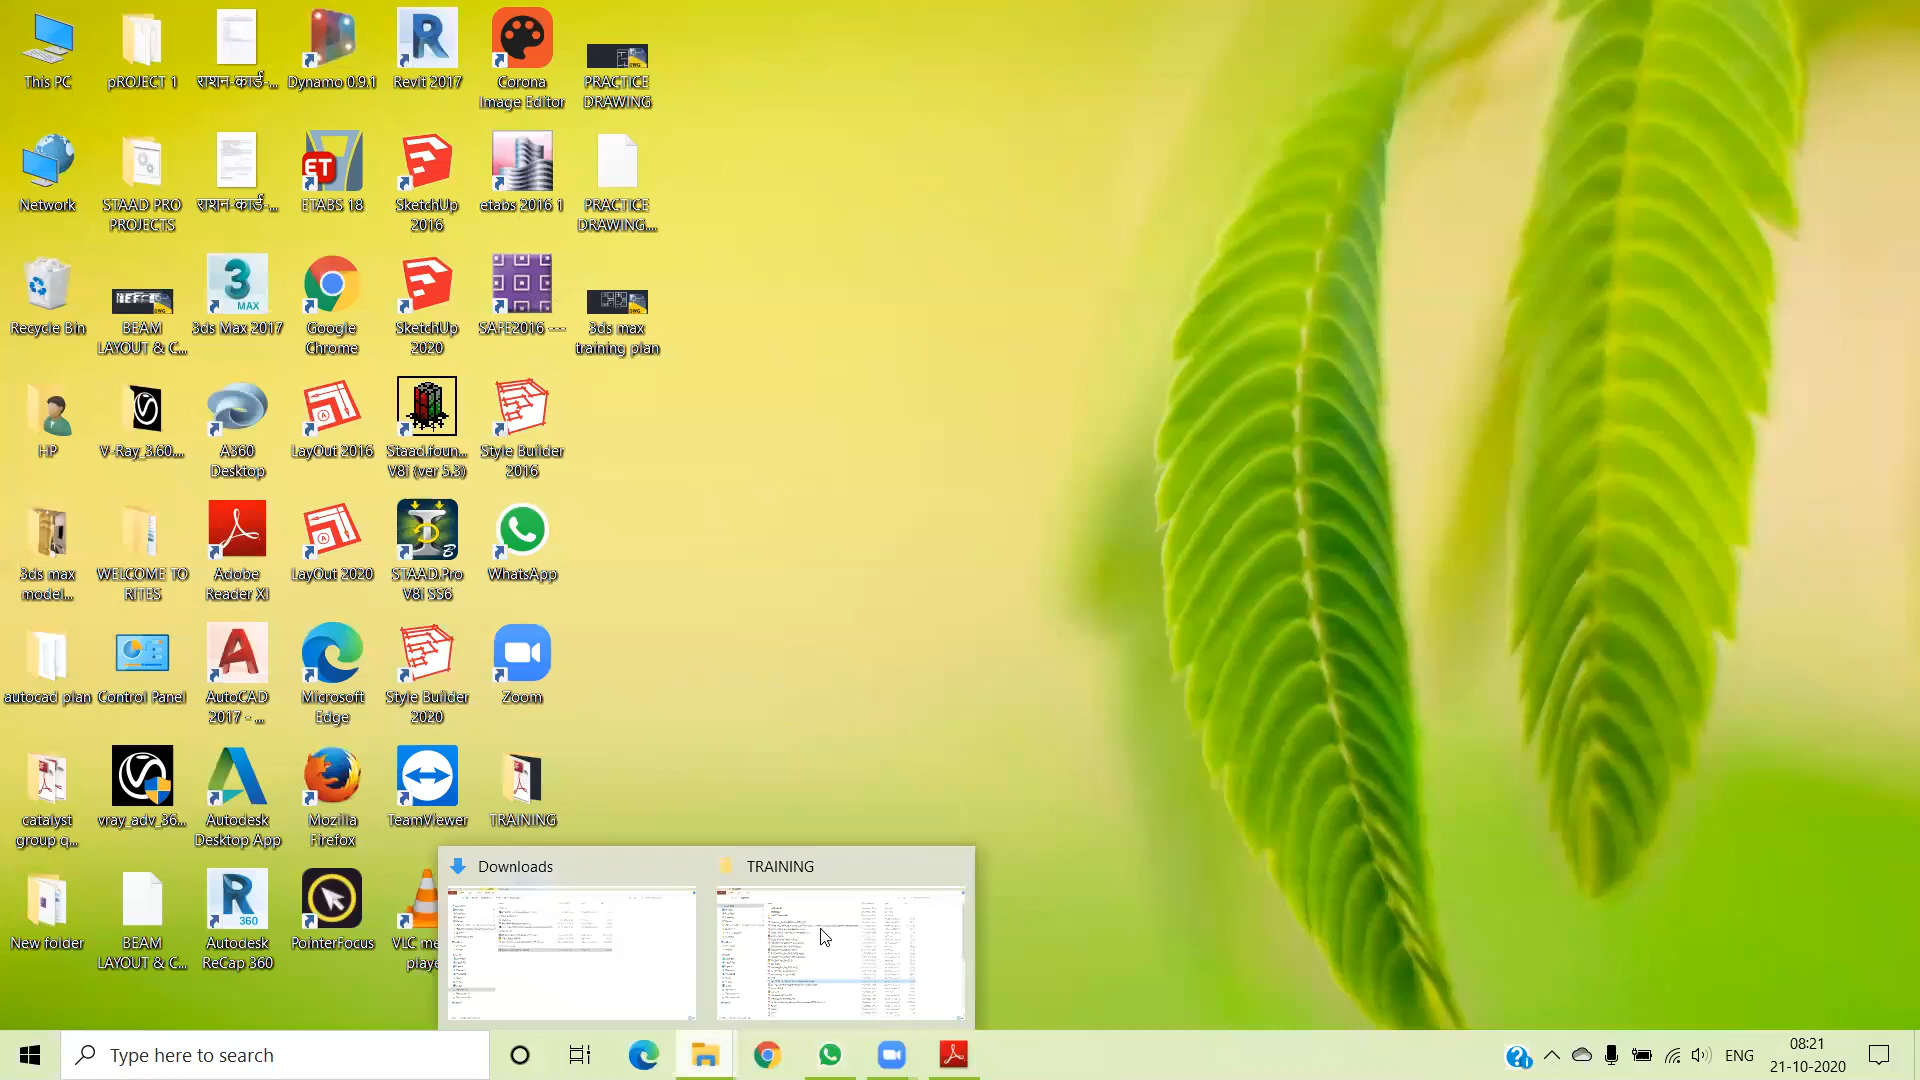 This PC
pROJECT 1
राशन-कार्ड-...
Dynamo 0.9.1
Revit 2017
Corona
Image Editor
PRACTICE
DRAWING
Network
STAAD PRO
PROJECTS
राशन-कार्ड-...
ETABS 18
SketchUp
2016
etabs 2016 1
PRACTICE
DRAWING....
Recycle Bin
BEAM
LAYOUT & C...
3ds Max 2017
Google
Chrome
SketchUp
2020
SAFE2016 ---
3ds max
training plan
HP
V-Ray_3.60....
A360
Desktop
LayOut 2016
Staad.foun...
V8i (ver 5.3)
Style Builder
2016
3ds max
model...
WELCOME TO
RITES
Adobe
Reader XI
LayOut 2020
STAAD.Pro
V8i SS6
WhatsApp
autocad plan
Control Panel
AutoCAD
2017 - ...
Microsoft
Edge
Style Builder
2020
Zoom
catalyst
group q...
vray_adv_36...
Autodesk
Desktop App
Mozilla
Firefox
TeamViewer
TRAINING
New folder
BEAM
LAYOUT & C...
Autodesk
ReCap 360
PointerFocus
VLC me
playe
Downloads
TRAINING
Type here to search
ENG
08:21
21-10-2020